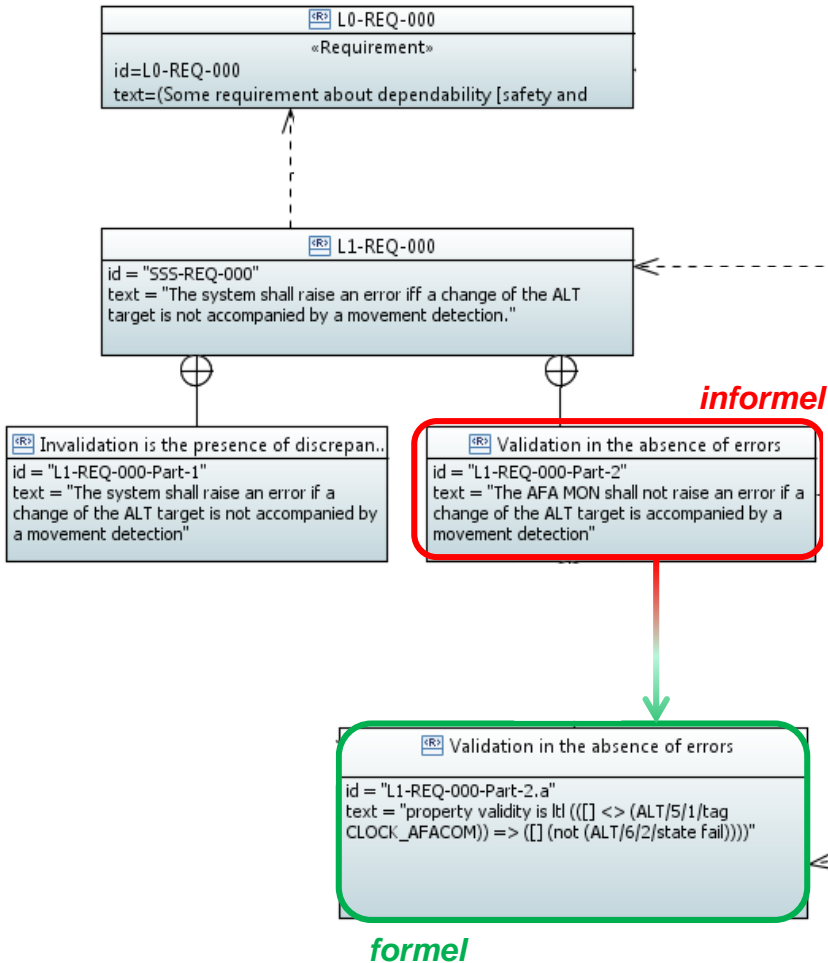 L0-REQ-000
«Requirement»
id=L0-REQ-000
text=(Some requirement about dependability [safety and
L1-REQ-000
id = "SSS-REQ-000"
text = "The system shall raise an error iff a change of the ALT
target is not accompanied by a movement detection."
informel
Invalidation is the presence of discrepan..
id = "L1-REQ-000-Part-1"
text = "The system shall raise an error if a
change of the ALT target is not accompanied by
a movement detection"
Validation in the absence of errors
id = "L1-REQ-000-Part-2"
text = "The AFA MON shall not raise an error if a
change of the ALT target is accompanied by a
movement detection"
Validation in the absence of errors
id = "L1-REQ-000-Part-2.a"
text = "property validity is ltl (([] <> (ALT/5/1/tag
CLOCK_AFACOM)) => ([] (not (ALT/6/2/state fail))))"
formel